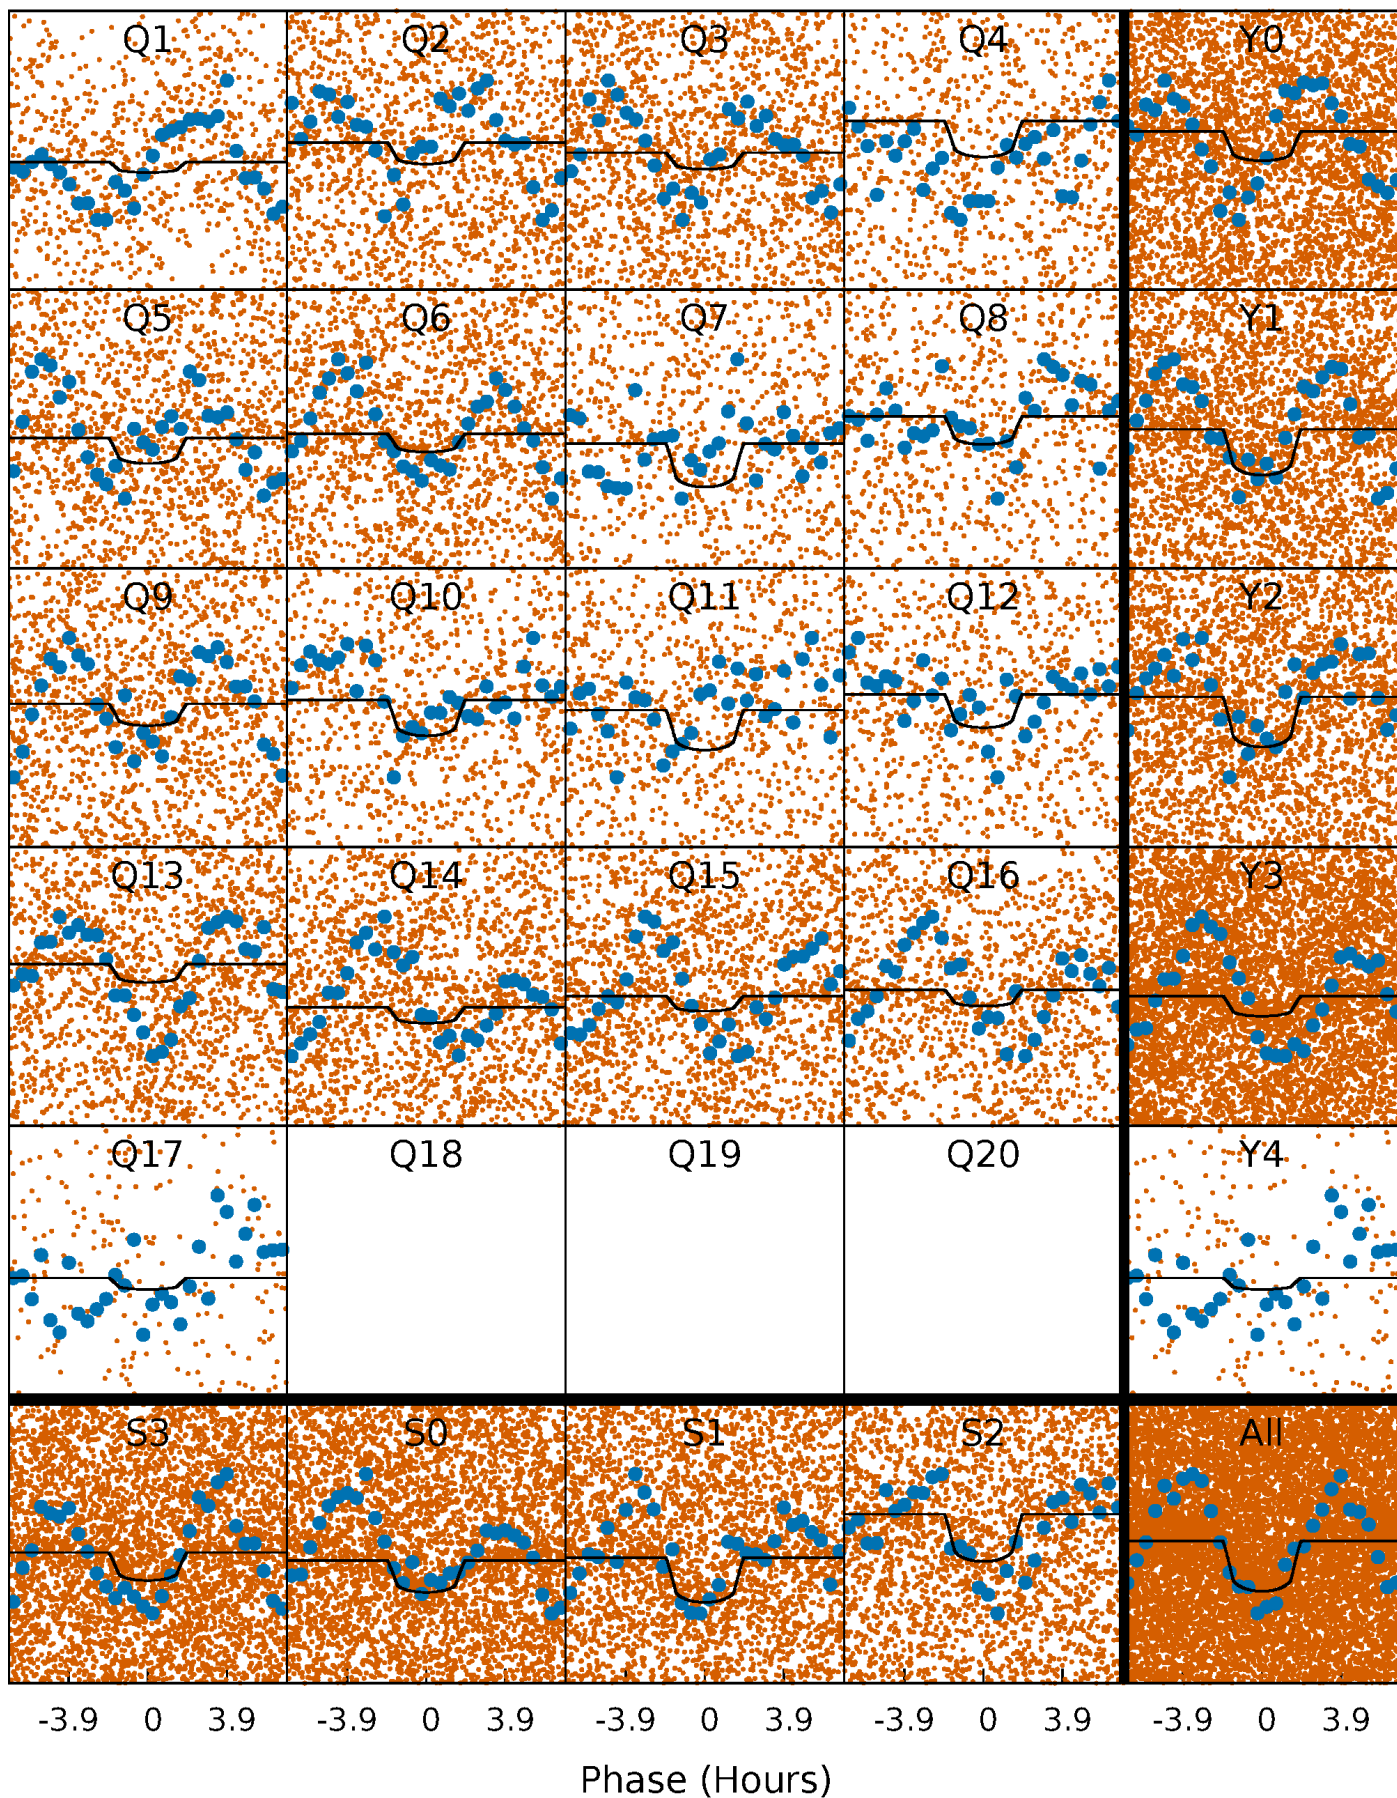 Q1 Q2 Q3 Q4 Y0
Q5 Q6 Q7 Q8 Y1
Q9 Q10 Q11 Q12 Y2
Q13 Q14 Q15 Q16 Y3
Q17 Q18 Q19 Q20 Y4
S3 S0 S1 S2 All
-3.9 0 3.9 -3.9 0 3.9 -3.9 0 3.9 -3.9 0 3.9 -3.9 0 3.9
Phase (Hours)